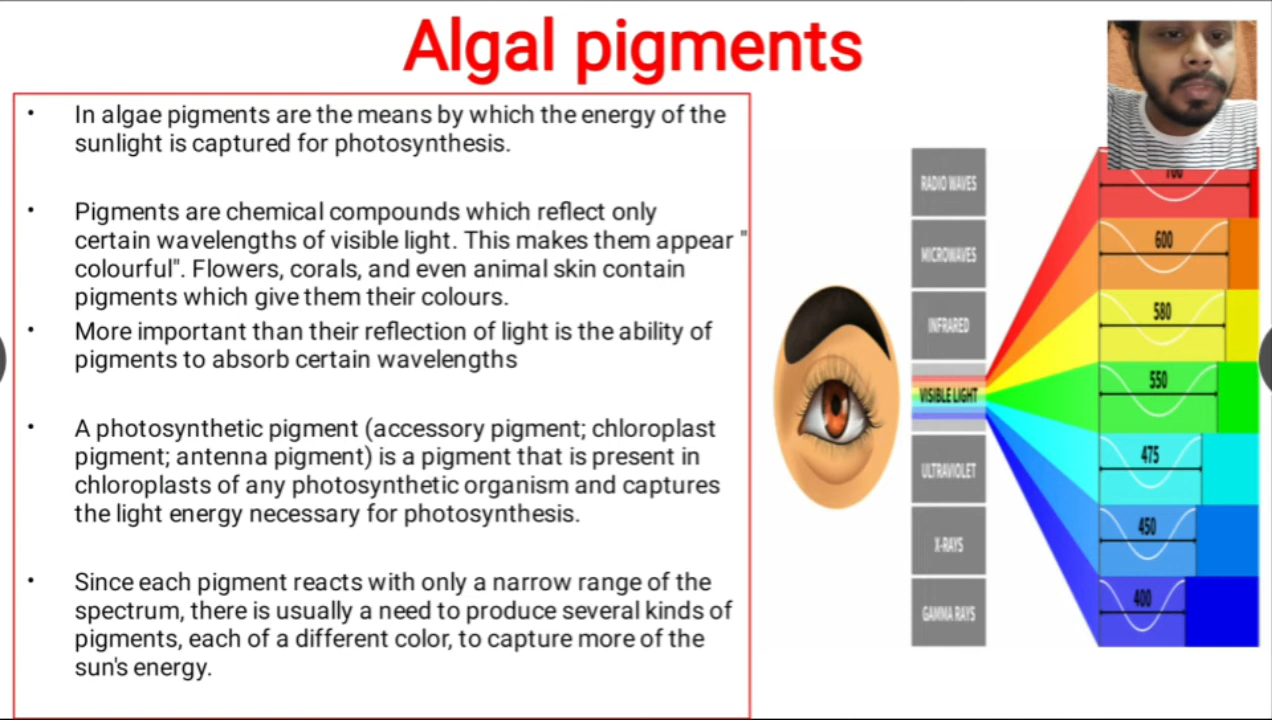 Algal pigments
• In algae pigments are the means by which the energy of the
sunlight is captured for photosynthesis.
• Pigments are chemical compounds which reflect only
certain wavelengths of visible light. This makes them appear "
colourful". Flowers, corals, and even animal skin contain
pigments which give them their colours.
• More important than their reflection of light is the ability of
pigments to absorb certain wavelengths
• A photosynthetic pigment (accessory pigment; chloroplast
pigment; antenna pigment) is a pigment that is present in
chloroplasts of any photosynthetic organism and captures
the light energy necessary for photosynthesis.
• Since each pigment reacts with only a narrow range of the
spectrum, there is usually a need to produce several kinds of
pigments, each of a different color, to capture more of the
sun's energy.
RADIO WAVES
MICROWAVES
INFRARED
VISIBLE LIGHT
ULTRAVIOLET
X-RAYS
GAMMA RAYS
700
600
580
550
475
450
400